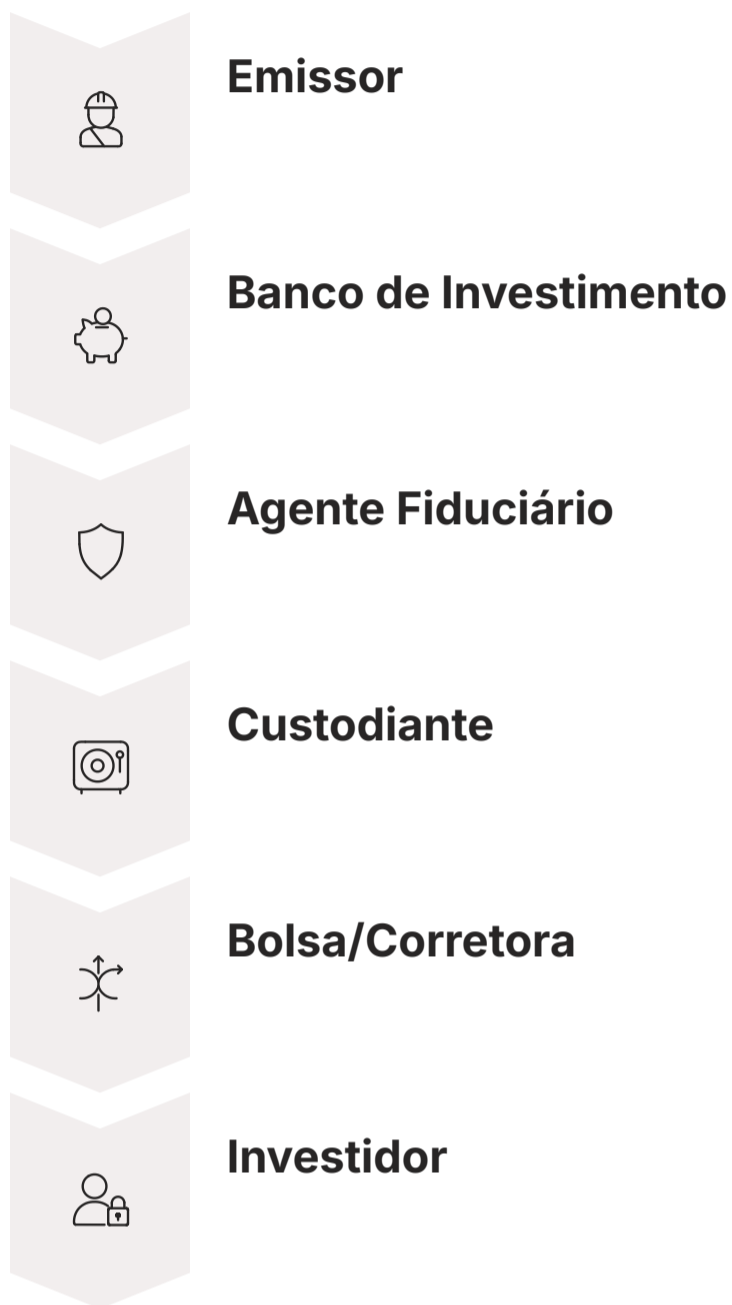 Emissor
Banco de Investimento
Agente Fiduciário
Custodiante
Bolsa/Corretora
Investidor